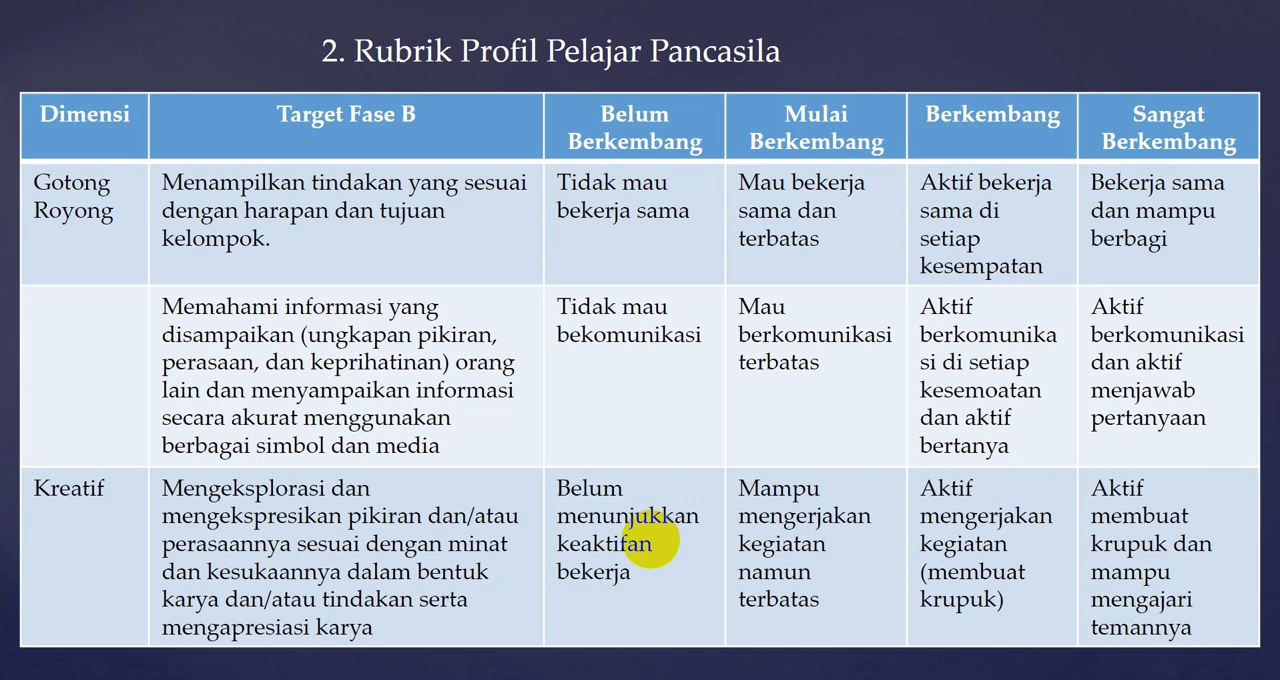 2. Rubrik Profil Pelajar Pancasila
Dimensi
Target Fase B
Belum
Berkembang
Mulai
Berkembang
Berkembang
Sangat
Berkembang
Gotong
Royong
Menampilkan tindakan yang sesuai
dengan harapan dan tujuan
kelompok.
Tidak mau
bekerja sama
Mau bekerja
sama dan
terbatas
Aktif bekerja
sama di
setiap
kesempatan
Bekerja sama
dan mampu
berbagi
Memahami informasi yang
disampaikan (ungkapan pikiran,
perasaan, dan keprihatinan) orang
lain dan menyampaikan informasi
secara akurat menggunakan
berbagai simbol dan media
Tidak mau
bekomunikasi
Mau
berkomunikasi
terbatas
Aktif
berkomunika
si di setiap
kesemoatan
dan aktif
bertanya
Aktif
berkomunikasi
dan aktif
menjawab
pertanyaan
Kreatif
Mengeksplorasi dan
mengekspresikan pikiran dan/atau
perasaannya sesuai dengan minat
dan kesukaannya dalam bentuk
karya dan/atau tindakan serta
mengapresiasi karya
Belum
menunjukkan
keaktifan
bekerja
Mampu
mengerjakan
kegiatan
namun
terbatas
Aktif
mengerjakan
kegiatan
(membuat
krupuk)
Aktif
membuat
krupuk dan
mampu
mengajari
temannya